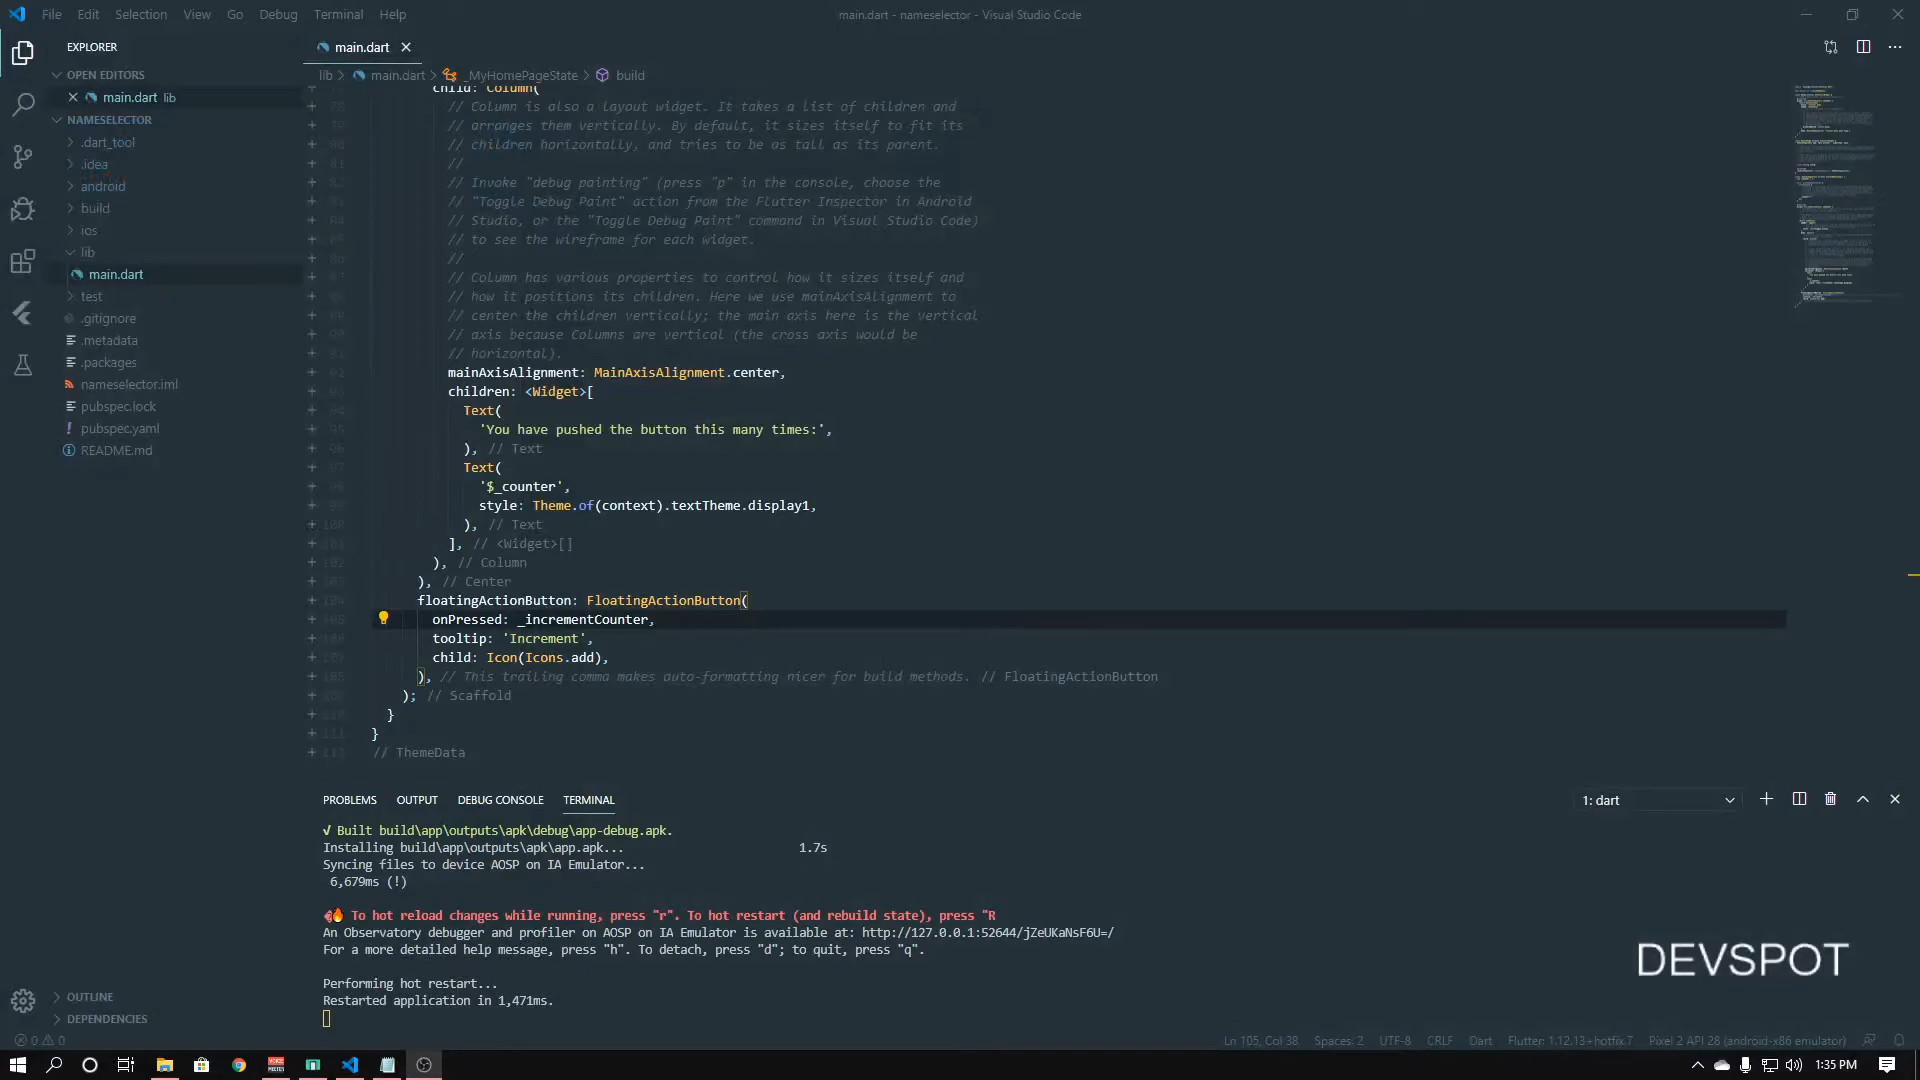 File Edit Selection View Go Debug Terminal Help
main.dart - nameselector - Visual Studio Code
EXPLORER
OPEN EDITORS
main.dart lib
NAMESELECTOR
.dart_tool
.idea
android
build
ios
lib
main.dart
test
.gitignore
.metadata
.packages
nameselector.iml
pubspec.lock
pubspec.yaml
README.md
OUTLINE
DEPENDENCIES
main.dart
lib > main.dart > _MyHomePageState > build
child: Column(
// Column is also a layout widget. It takes a list of children and
// arranges them vertically. By default, it sizes itself to fit its
// children horizontally, and tries to be as tall as its parent.
//
// Invoke "debug painting" (press "p" in the console, choose the
// "Toggle Debug Paint" action from the Flutter Inspector in Android
// Studio, or the "Toggle Debug Paint" command in Visual Studio Code)
// to see the wireframe for each widget.
//
// Column has various properties to control how it sizes itself and
// how it positions its children. Here we use mainAxisAlignment to
// center the children vertically; the main axis here is the vertical
// axis because Columns are vertical (the cross axis would be
// horizontal).
mainAxisAlignment: MainAxisAlignment.center,
children: <Widget>[
Text(
'You have pushed the button this many times:',
), // Text
Text(
'$_counter',
style: Theme.of(context).textTheme.display1,
), // Text
], // <Widget>[]
), // Column
), // Center
floatingActionButton: FloatingActionButton(
onPressed: _incrementCounter,
tooltip: 'Increment',
child: Icon(Icons.add),
), // This trailing comma makes auto-formatting nicer for build methods. // FloatingActionButton
); // Scaffold
}
}
// ThemeData
PROBLEMS OUTPUT DEBUG CONSOLE TERMINAL
1: dart
√ Built build\app\outputs\apk\debug\app-debug.apk.
Installing build\app\outputs\apk\app.apk... 1.7s
Syncing files to device AOSP on IA Emulator...
6,679ms (!)
To hot reload changes while running, press "r". To hot restart (and rebuild state), press "R
An Observatory debugger and profiler on AOSP on IA Emulator is available at: http://127.0.0.1:52644/jZeUKaNsF6U=/
For a more detailed help message, press "h". To detach, press "d"; to quit, press "q".
Performing hot restart...
Restarted application in 1,471ms.
DEVSPOT
0 0
Ln 105, Col 38 Spaces: 2 UTF-8 CRLF Dart Flutter: 1.12.13+hotfix.7 Pixel 2 API 28 (android-x86 emulator)
1:35 PM